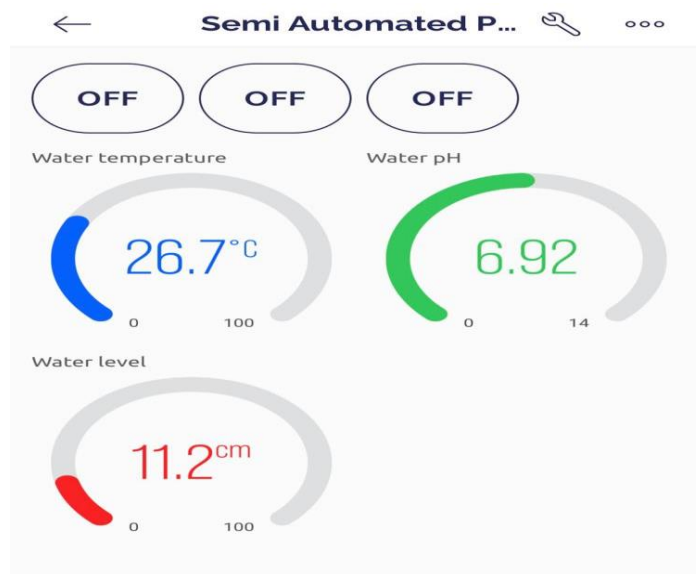 Semi Automated P...
OFF OFF OFF
Water temperature Water pH
26.7°C 6.92
0 100 0 14
Water level
11.2cm
0 100